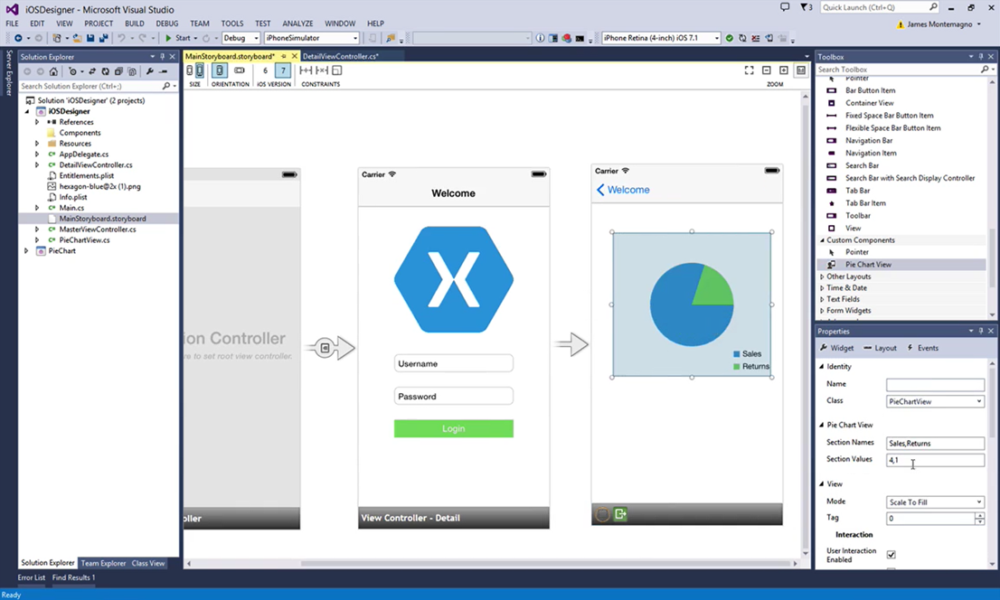 iOSDesigner - Microsoft Visual Studio
3
Quick Launch (Ctrl+;)
FILE EDIT VIEW PROJECT BUILD DEBUG TEAM TOOLS TEST ANALYZE WINDOW HELP
James Montemagno
Start Debug iPhoneSimulator iPhone Retina (4-inch) iOS 7.1
Server Explorer
Solution Explorer
Search Solution Explorer (Ctrl+;)
Solution 'iOSDesigner' (2 projects)
iOSDesigner
References
Components
Resources
AppDelegate.cs
DetailViewController.cs
Entitlements.plist
hexagon-blue@2x (1).png
Info.plist
Main.cs
MainStoryboard.storyboard
MasterViewController.cs
PieChartView.cs
PieChart
Solution Explorer Team Explorer Class View
MainStoryboard.storyboard* DetailViewController.cs*
6 7
SIZE ORIENTATION iOS VERSION CONSTRAINTS ZOOM
ion Controller
ve to set root view controller.
oller
Carrier
Welcome
X
Username
Password
Login
View Controller - Detail
Carrier
Welcome
Sales
Returns
Toolbox
Search Toolbox
Pointer
Bar Button Item
Container View
Fixed Space Bar Button Item
Flexible Space Bar Button Item
Navigation Bar
Navigation Item
Search Bar
Search Bar with Search Display Controller
Tab Bar
Tab Bar Item
Toolbar
View
Custom Components
Pointer
Pie Chart View
Other Layouts
Time & Date
Text Fields
Form Widgets
Properties
Widget Layout Events
Identity
Name
Class PieChartView
Pie Chart View
Section Names Sales,Returns
Section Values 4,1
View
Mode Scale To Fill
Tag 0
Interaction
User Interaction
Enabled
Error List Find Results 1
Ready